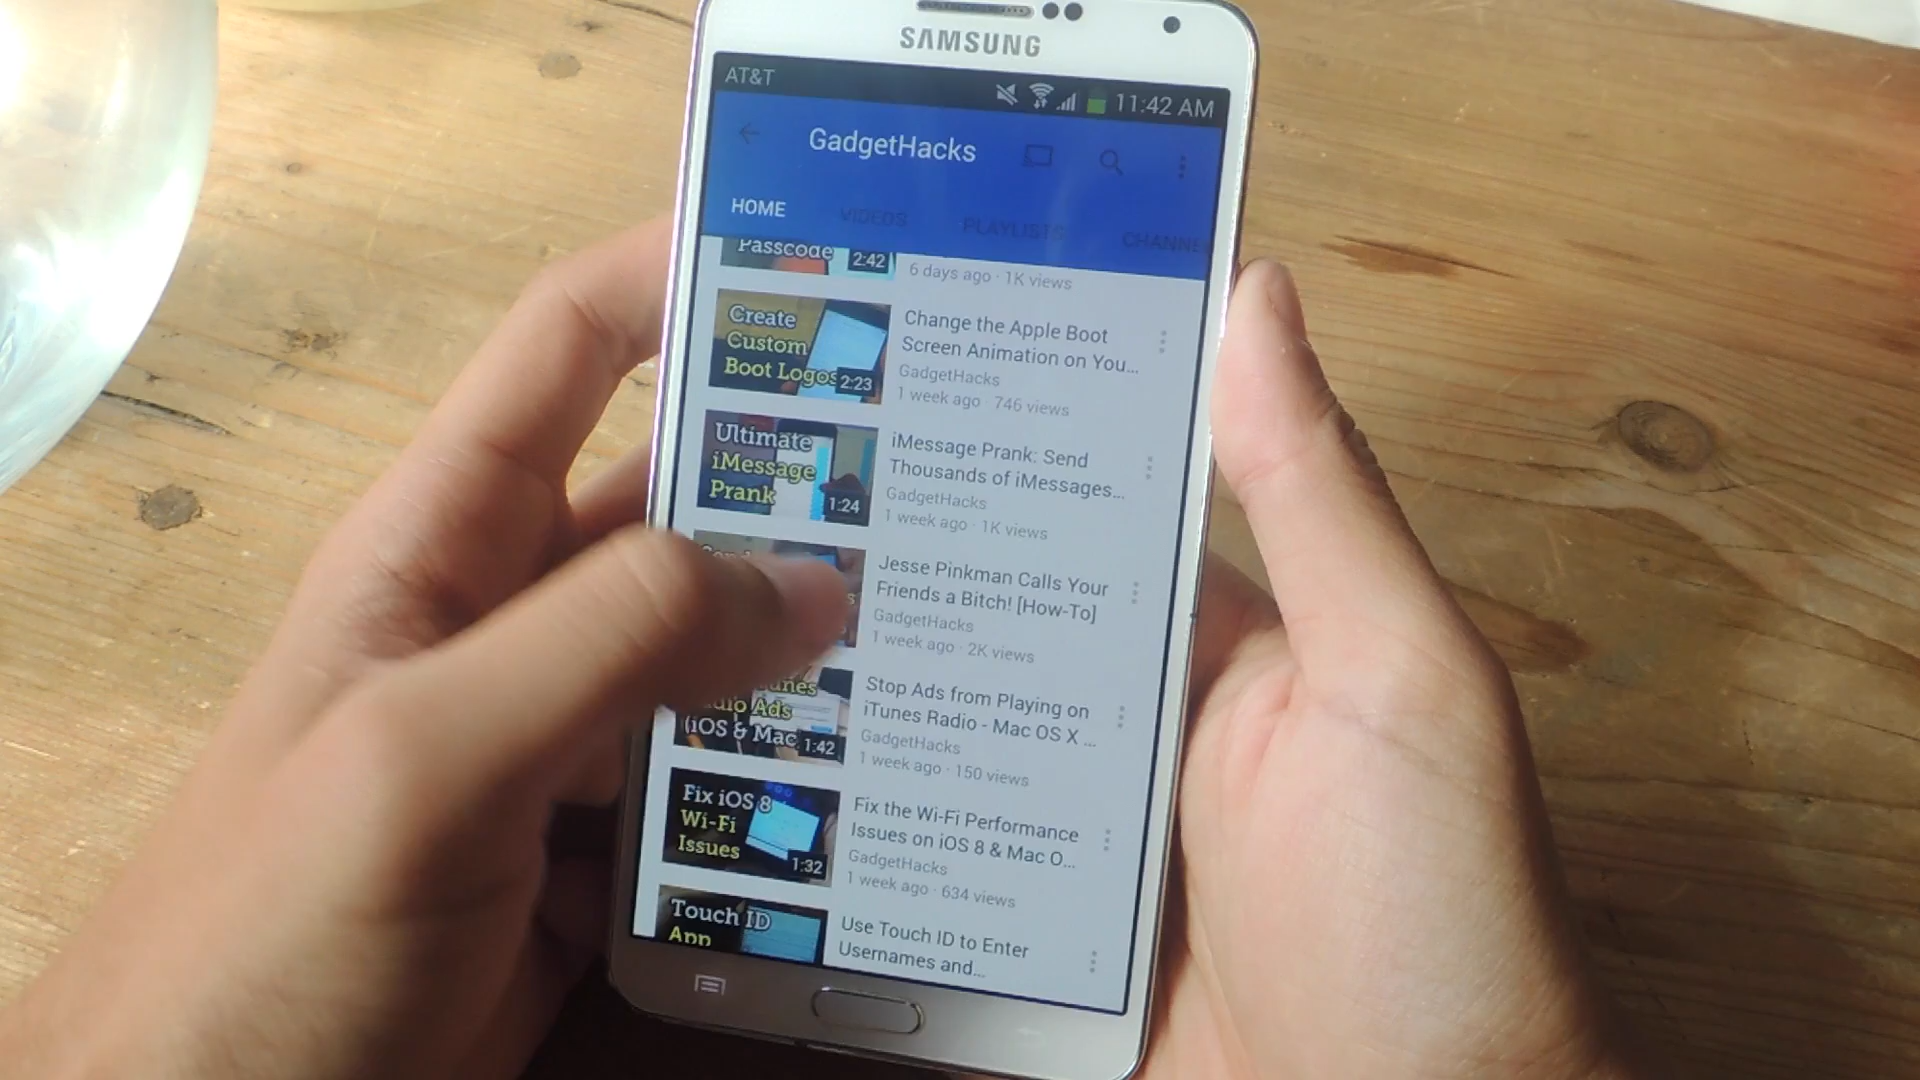 SAMSUNG
AT&T
11:42 AM
GadgetHacks
HOME
VIDEOS
PLAYLISTS
CHANNE
Passcode
2:42
6 days ago · 1K views
Create
Custom
Boot Logos
2:23
Change the Apple Boot
Screen Animation on You...
GadgetHacks
1 week ago · 746 views
Ultimate
iMessage
Prank
1:24
iMessage Prank: Send
Thousands of iMessages...
GadgetHacks
1 week ago · 1K views
Jesse Pinkman Calls Your
Friends a Bitch! [How-To]
GadgetHacks
1 week ago · 2K views
Ads
(iOS & Mac
1:42
Stop Ads from Playing on
iTunes Radio - Mac OS X ...
GadgetHacks
1 week ago · 150 views
Fix iOS 8
Wi-Fi
Issues
1:32
Fix the Wi-Fi Performance
Issues on iOS 8 & Mac O...
GadgetHacks
1 week ago · 634 views
Touch ID
App
Use Touch ID to Enter
Usernames and...